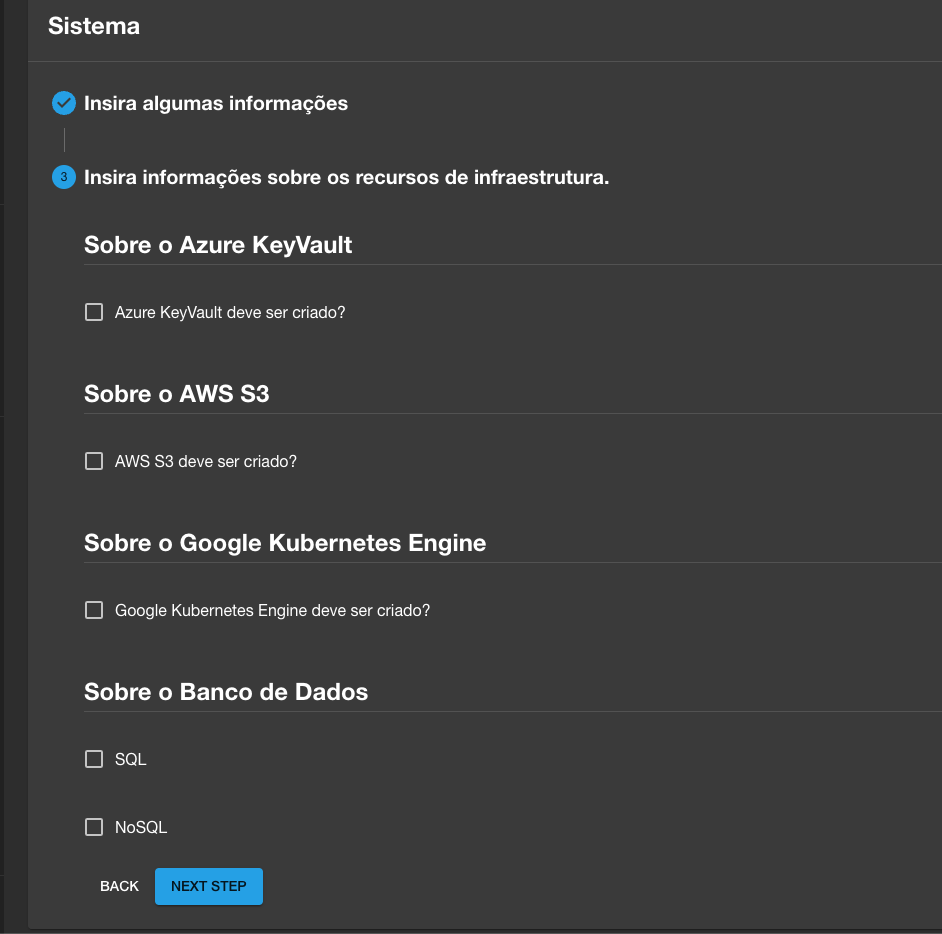 Sistema
Insira algumas informações
3 Insira informações sobre os recursos de infraestrutura.
Sobre o Azure KeyVault
Azure KeyVault deve ser criado?
Sobre o AWS S3
AWS S3 deve ser criado?
Sobre o Google Kubernetes Engine
Google Kubernetes Engine deve ser criado?
Sobre o Banco de Dados
SQL
NoSQL
BACK NEXT STEP